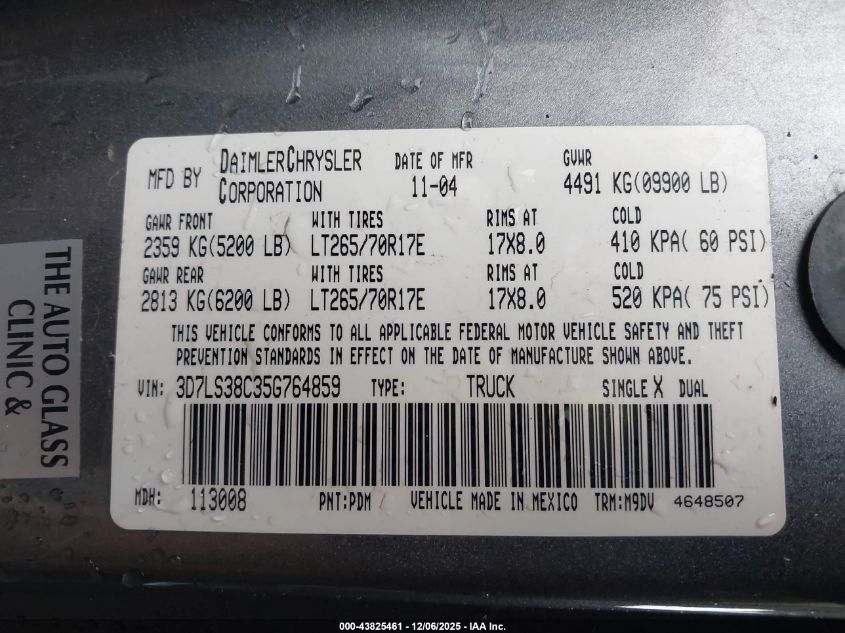 MFD BY DAIMLERCHRYSLER CORPORATION
DATE OF MFR 11-04
GVWR 4491 KG(09900 LB)
GAWR FRONT WITH TIRES RIMS AT COLD
2359 KG(5200 LB) LT265/70R17E 17X8.0 410 KPA( 60 PSI)
GAWR REAR WITH TIRES RIMS AT COLD
2813 KG(6200 LB) LT265/70R17E 17X8.0 520 KPA( 75 PSI)
THIS VEHICLE CONFORMS TO ALL APPLICABLE FEDERAL MOTOR VEHICLE SAFETY AND THEFT
PREVENTION STANDARDS IN EFFECT ON THE DATE OF MANUFACTURE SHOWN ABOVE.
VIN: 3D7LS38C35G764859 TYPE: TRUCK SINGLE X DUAL
MDH: 113008 PNT:PDM VEHICLE MADE IN MEXICO TRM:M9DV 4648507
THE AUTO GLASS
CLINIC &
000-43825461 - 12/06/2025 - IAA Inc.